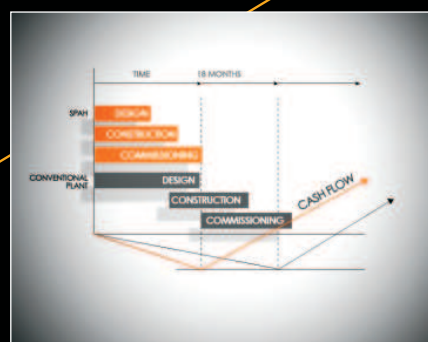 TIME 18 MONTHS
SPAH
DESIGN
CONSTRUCTION
COMMISSIONING
CONVENTIONAL
PLANT
DESIGN
CONSTRUCTION
COMMISSIONING
CASH FLOW